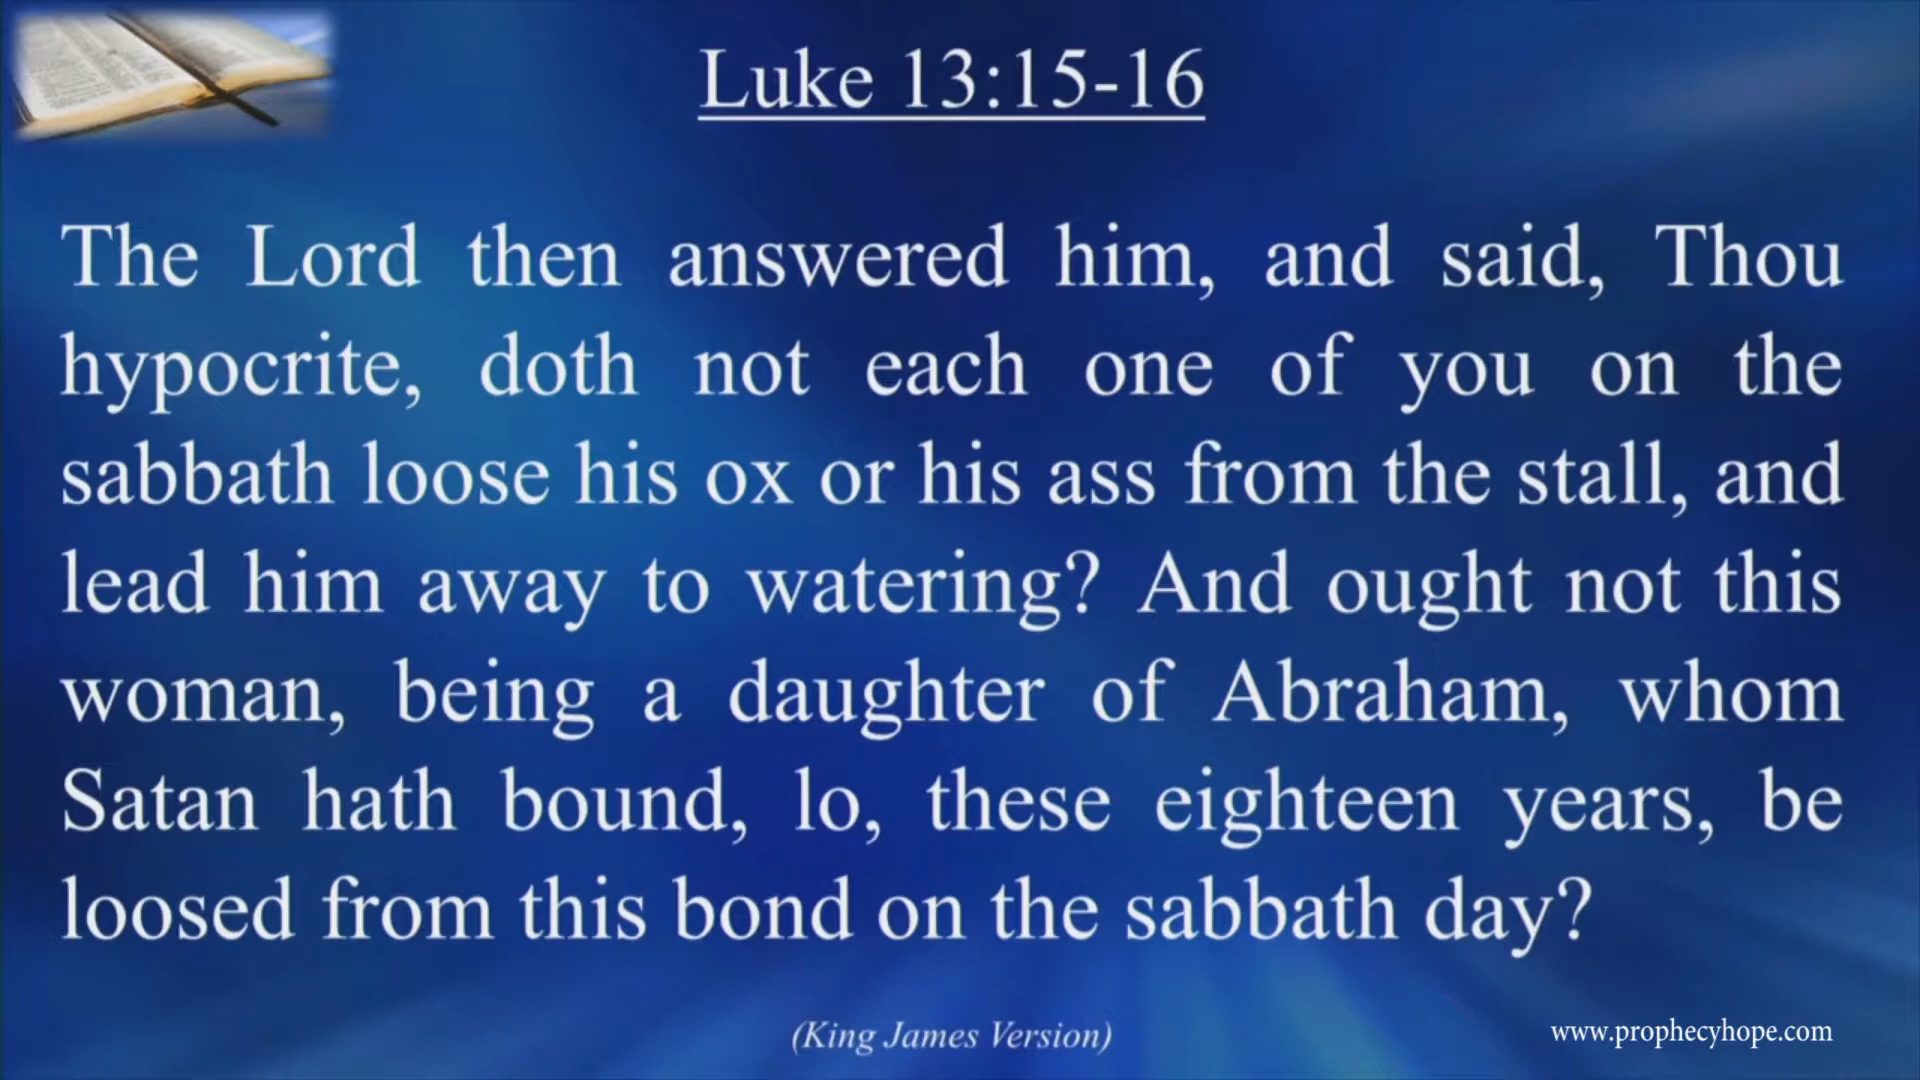 Luke 13:15-16
The Lord then answered him, and said, Thou
hypocrite, doth not each one of you on the
sabbath loose his ox or his ass from the stall, and
lead him away to watering? And ought not this
woman, being a daughter of Abraham, whom
Satan hath bound, lo, these eighteen years, be
loosed from this bond on the sabbath day?
(King James Version)
www.prophecyhope.com